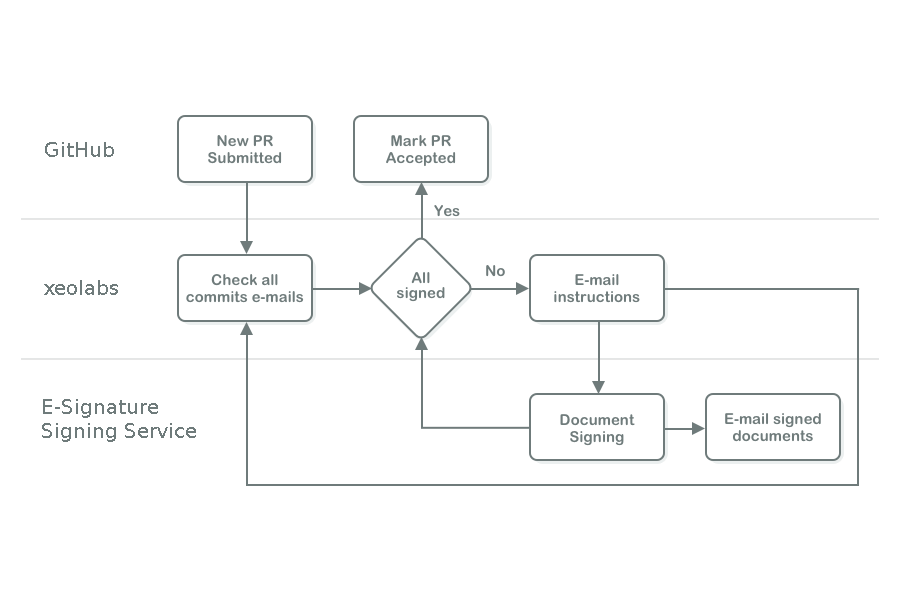 GitHub
New PR
Submitted
Mark PR
Accepted
Yes
xeolabs
Check all
commits e-mails
All
signed
No
E-mail
instructions
E-Signature
Signing Service
Document
Signing
E-mail signed
documents